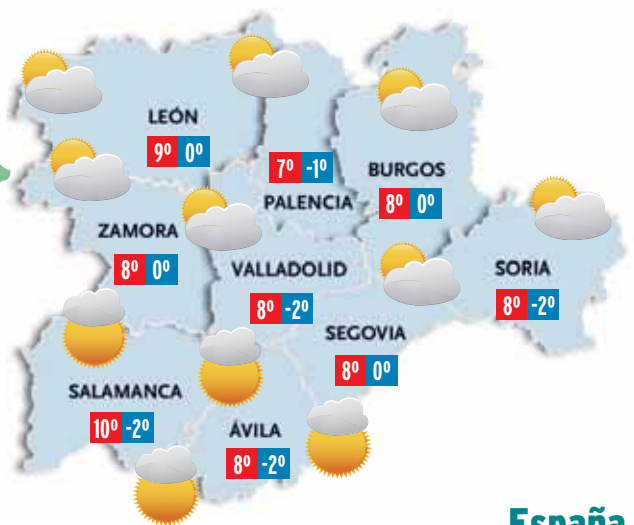 LEÓN
9º 0º
7º -1º
PALENCIA
BURGOS
8º 0º
ZAMORA
8º 0º
VALLADOLID
8º -2º
SORIA
8º -2º
SEGOVIA
8º 0º
SALAMANCA
10º -2º
ÁVILA
8º -2º
España